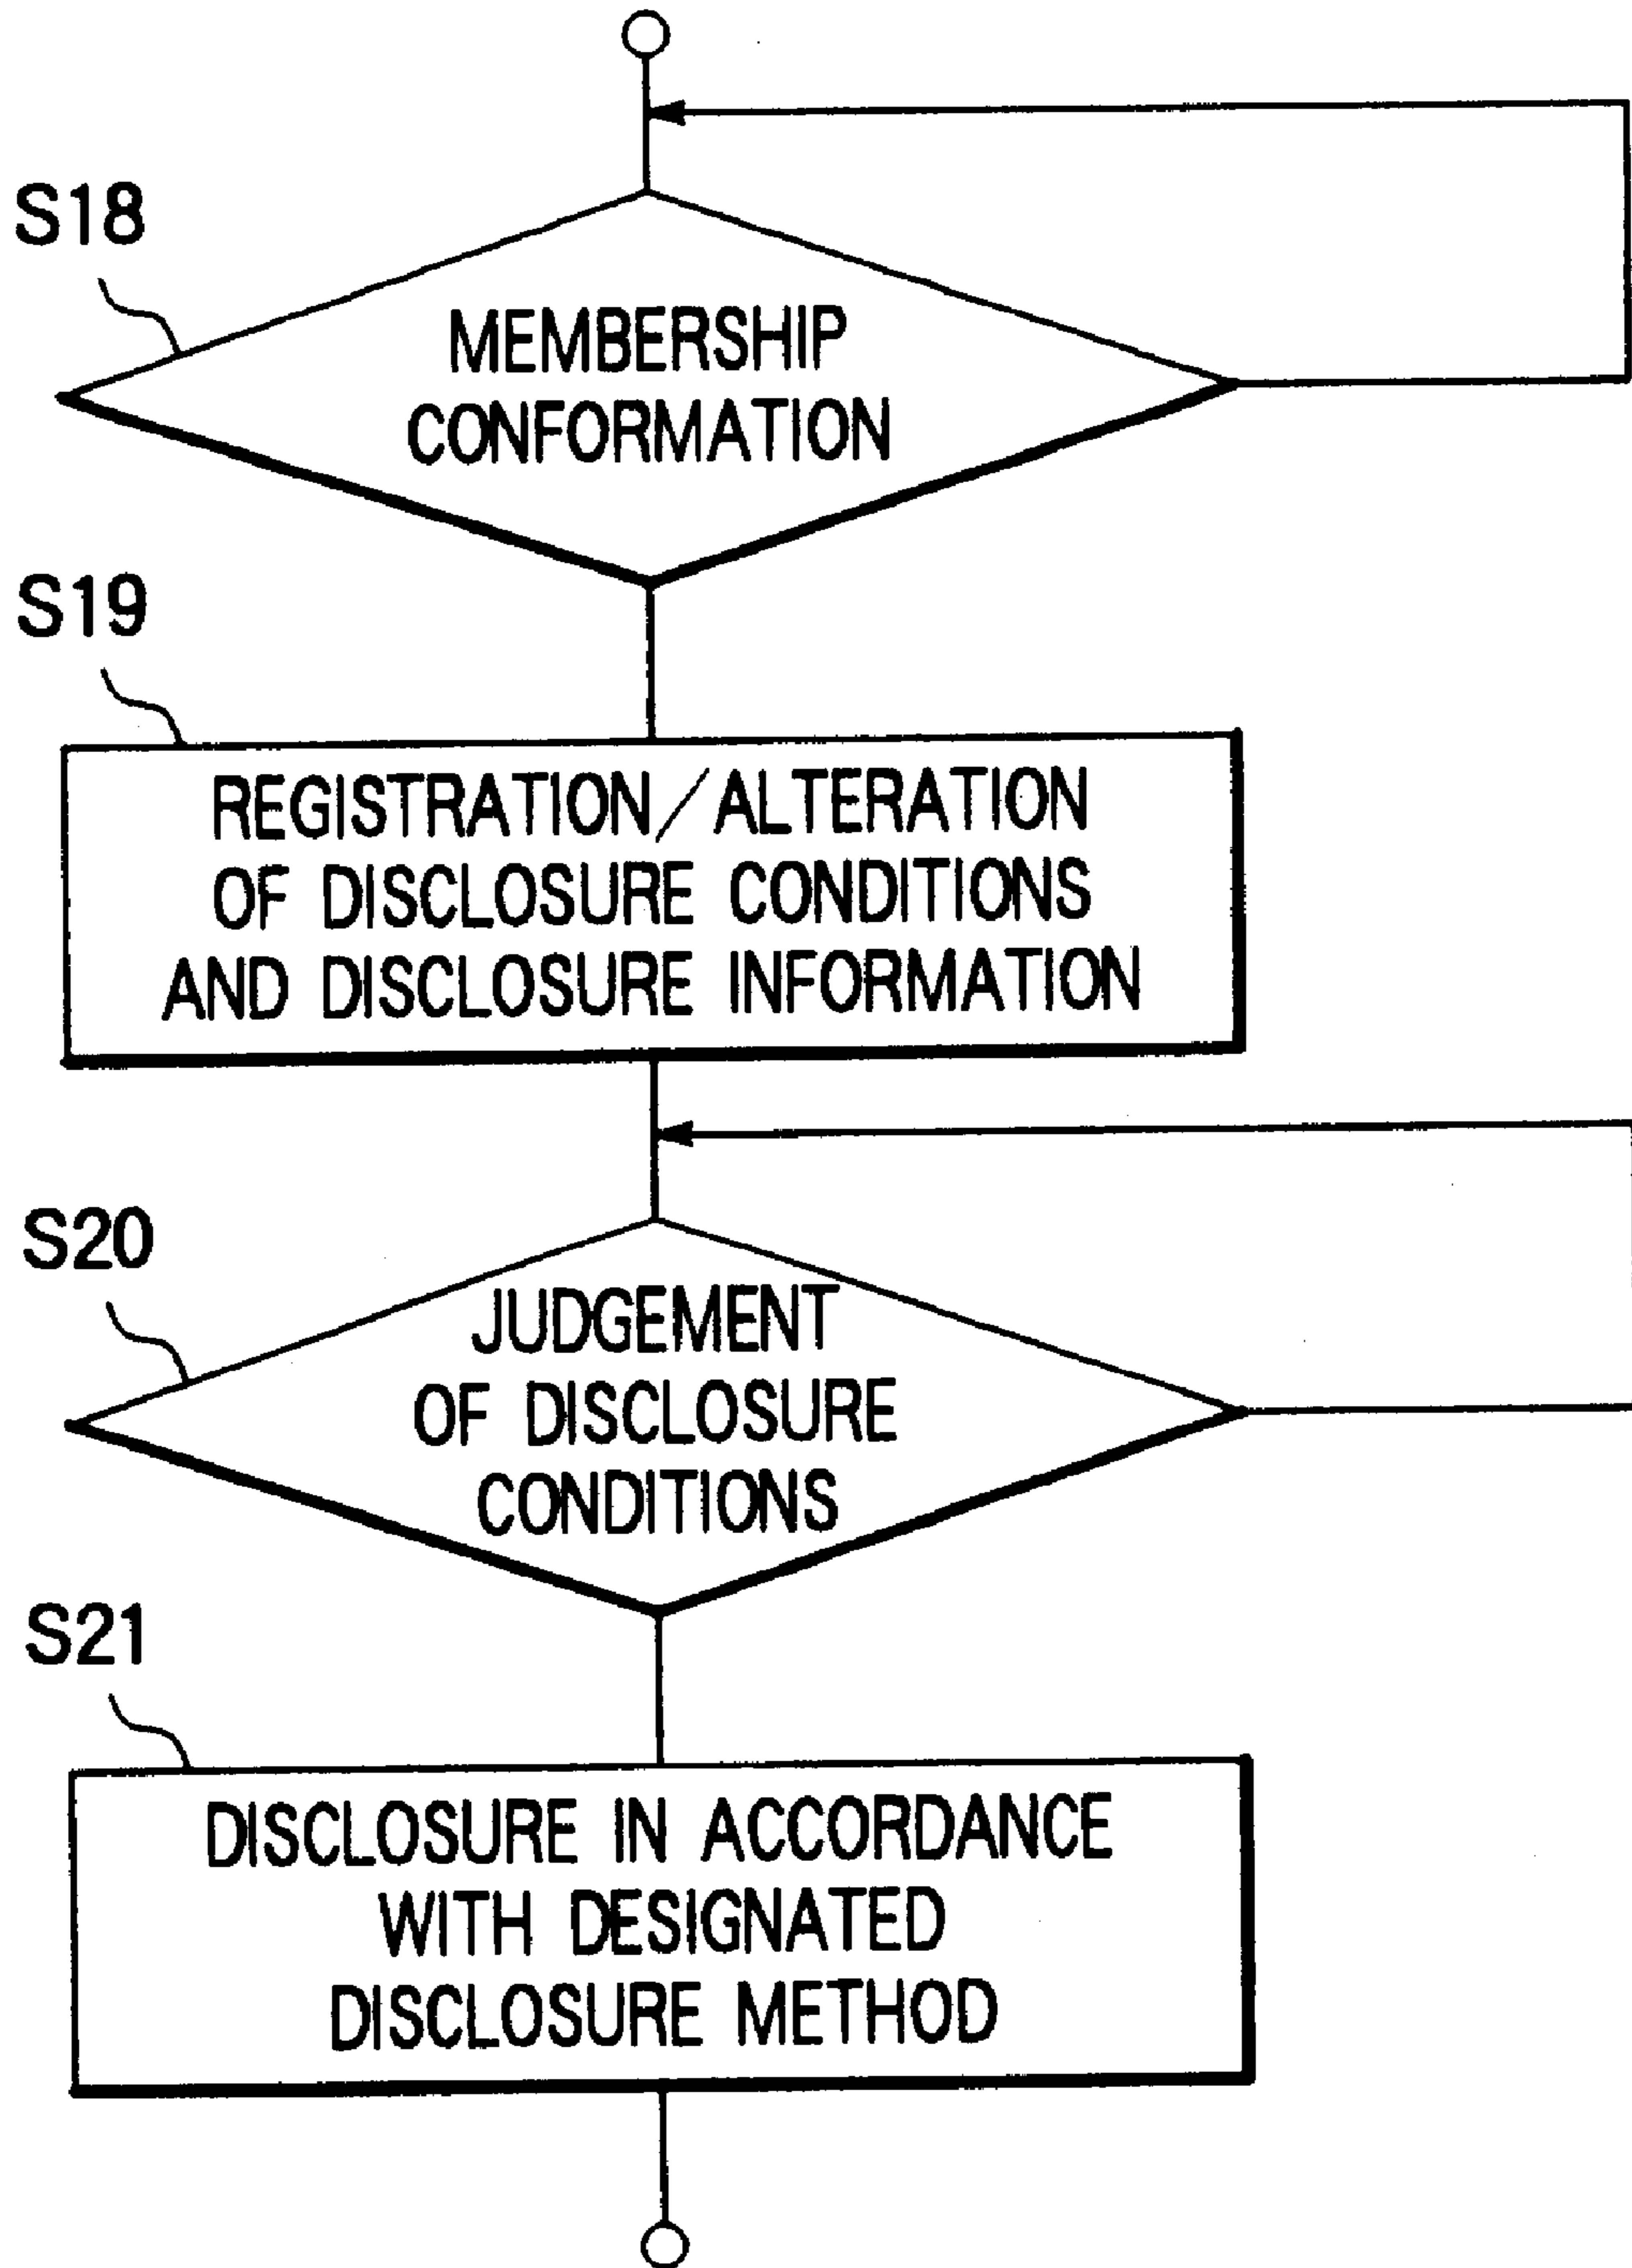 S18
MEMBERSHIP
CONFORMATION
S19
REGISTRATION/ALTERATION
OF DISCLOSURE CONDITIONS
AND DISCLOSURE INFORMATION
S20
JUDGEMENT
OF DISCLOSURE
CONDITIONS
S21
DISCLOSURE IN ACCORDANCE
WITH DESIGNATED
DISCLOSURE METHOD